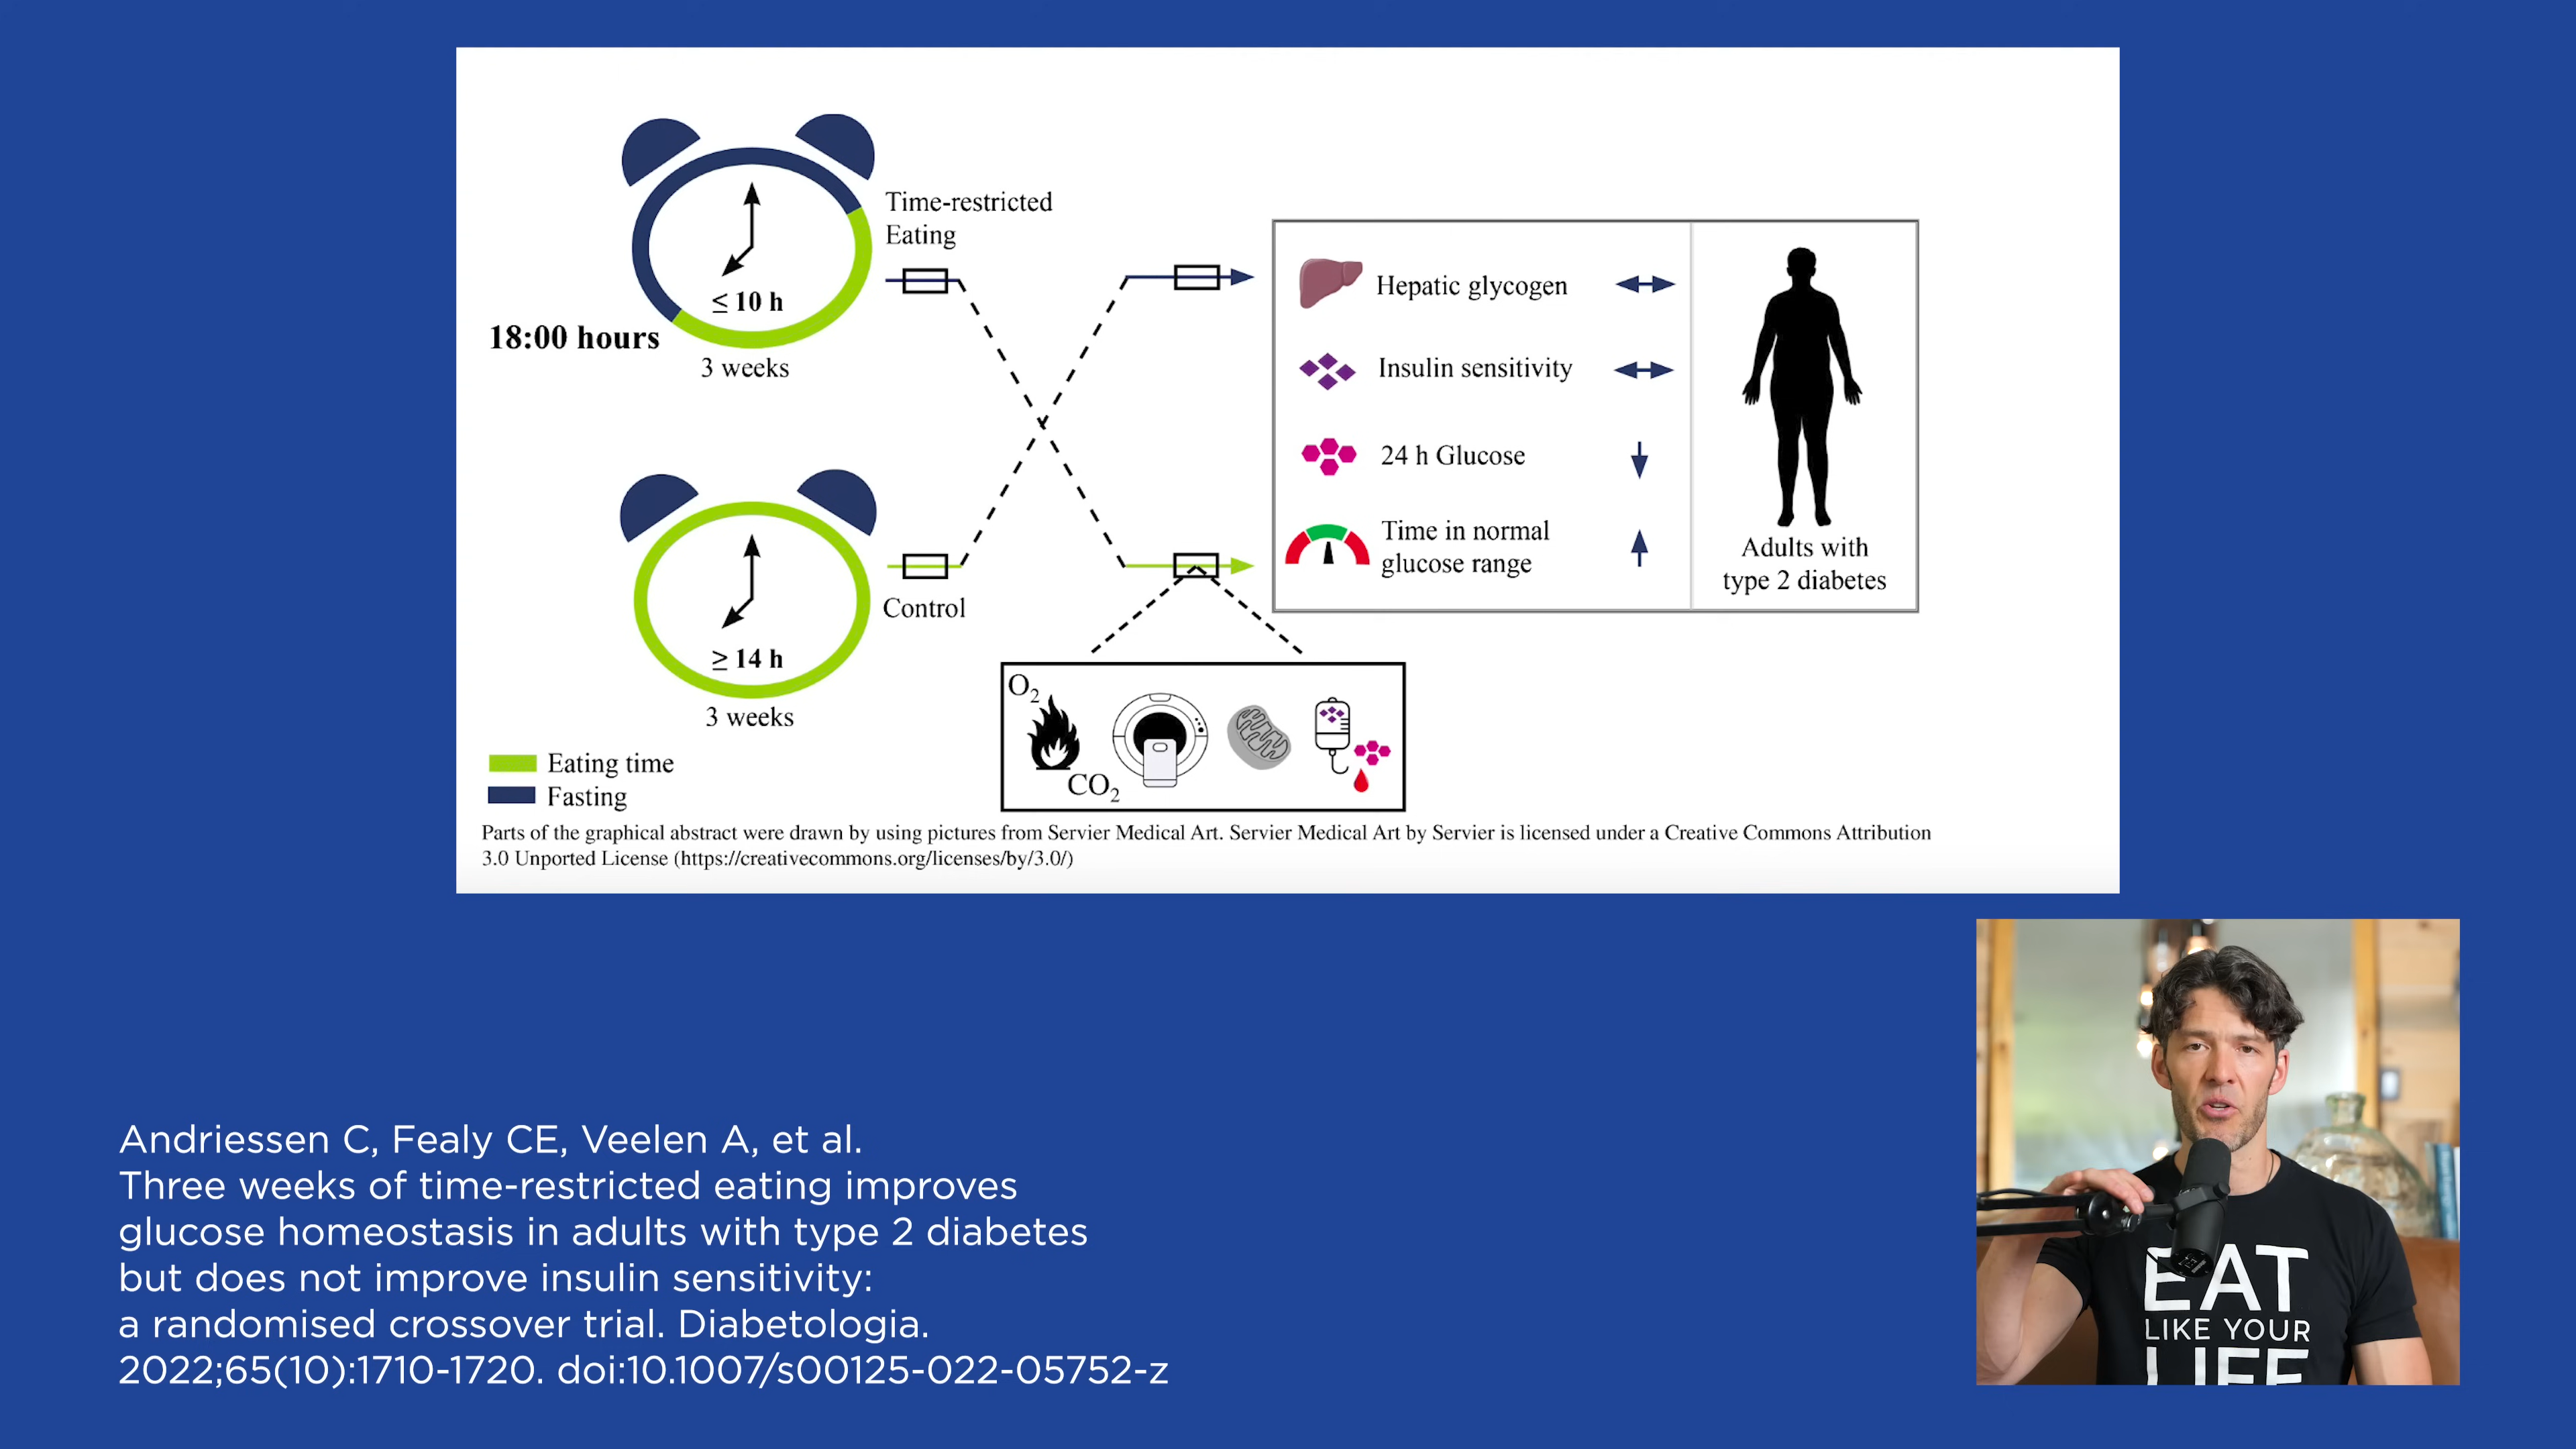 Time-restricted
Eating
≤ 10 h
18:00 hours
3 weeks
≥ 14 h
Control
3 weeks
Eating time
Fasting
O2
CO2
Hepatic glycogen
Insulin sensitivity
24 h Glucose
Time in normal
glucose range
Adults with
type 2 diabetes
Parts of the graphical abstract were drawn by using pictures from Servier Medical Art. Servier Medical Art by Servier is licensed under a Creative Commons Attribution
3.0 Unported License (https://creativecommons.org/licenses/by/3.0/)
Andriessen C, Fealy CE, Veelen A, et al.
Three weeks of time-restricted eating improves
glucose homeostasis in adults with type 2 diabetes
but does not improve insulin sensitivity:
a randomised crossover trial. Diabetologia.
2022;65(10):1710-1720. doi:10.1007/s00125-022-05752-z
EAT
LIKE YOUR
LIFE